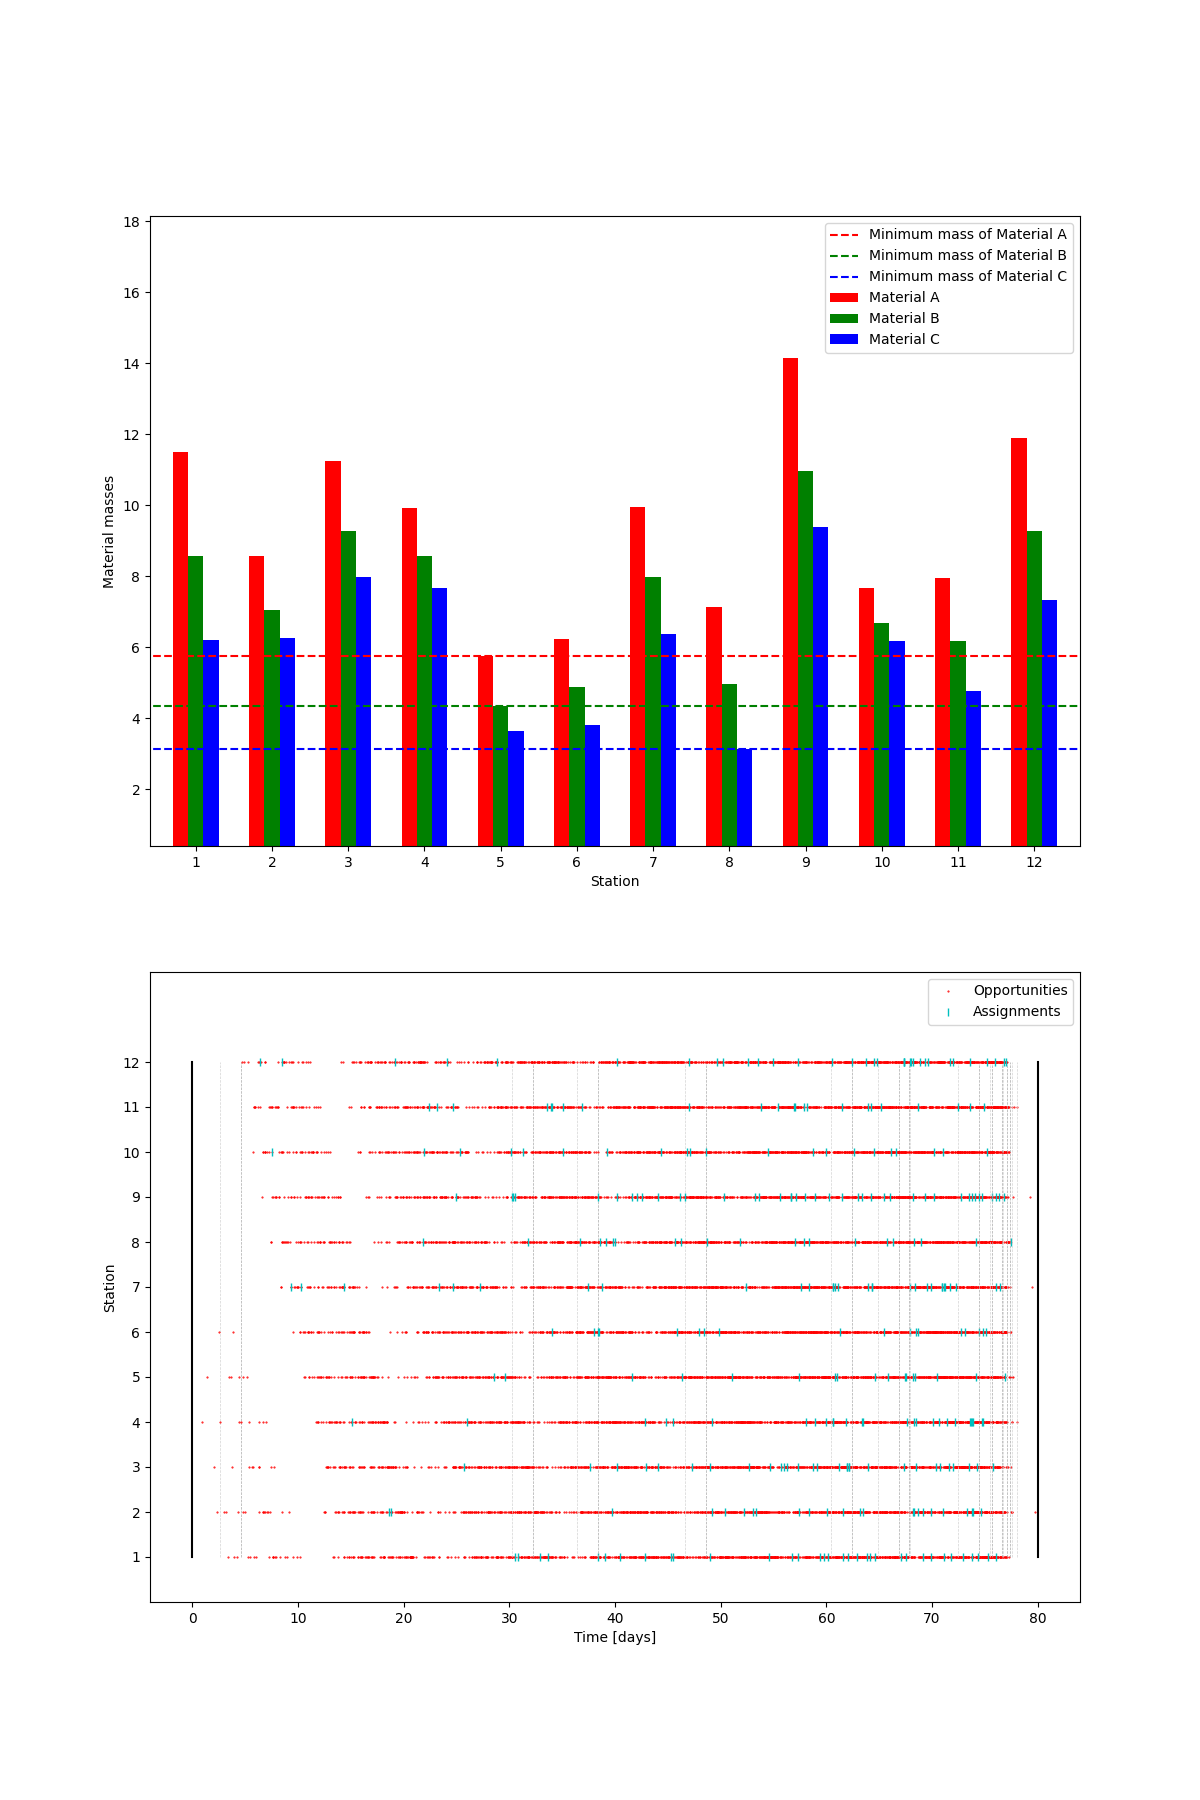 18
16
14
12
10
8
6
4
2
Material masses
Minimum mass of Material A
Minimum mass of Material B
Minimum mass of Material C
Material A
Material B
Material C
1 2 3 4 5 6 7 8 9 10 11 12
Station
Opportunities
Assignments
12
11
10
9
8
7
6
5
4
3
2
1
Station
0 10 20 30 40 50 60 70 80
Time [days]